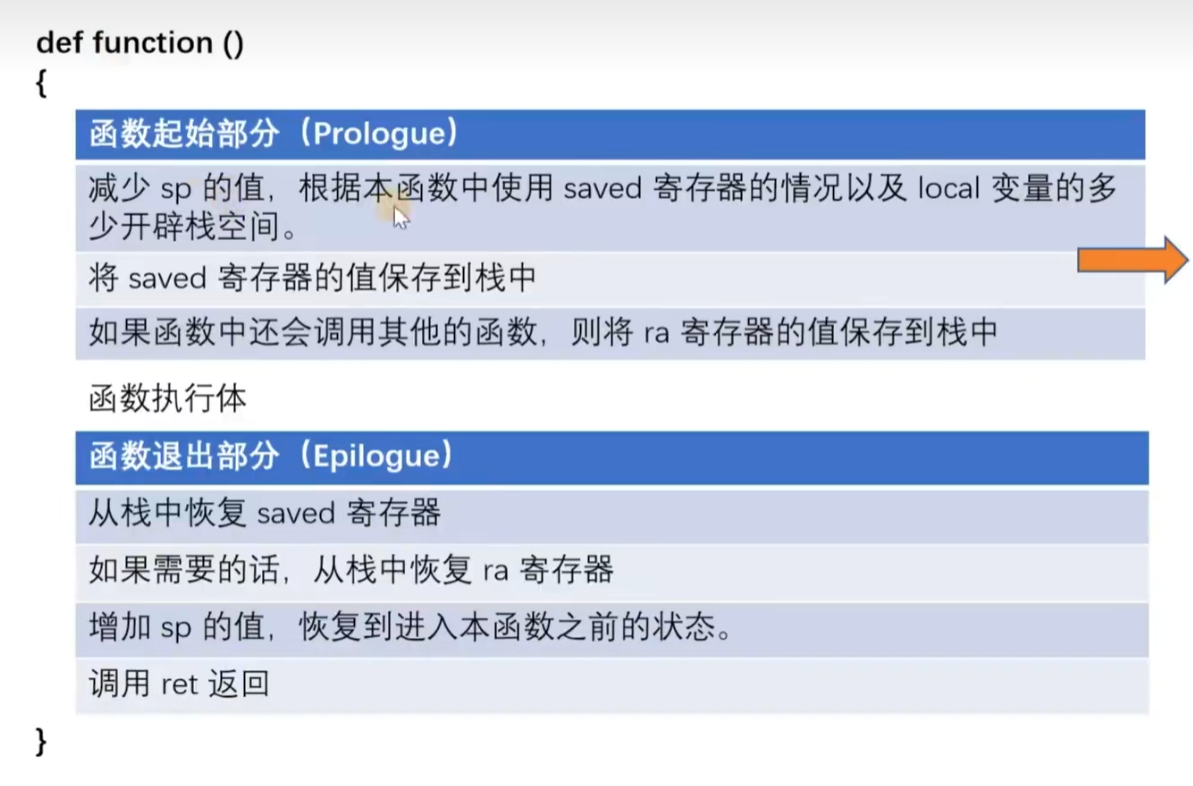 def function ()
{
函数起始部分（Prologue）
减少 sp 的值，根据本函数中使用 saved 寄存器的情况以及 local 变量的多
少开辟栈空间。
将 saved 寄存器的值保存到栈中
如果函数中还会调用其他的函数，则将 ra 寄存器的值保存到栈中
函数执行体
函数退出部分（Epilogue）
从栈中恢复 saved 寄存器
如果需要的话，从栈中恢复 ra 寄存器
增加 sp 的值，恢复到进入本函数之前的状态。
调用 ret 返回
}